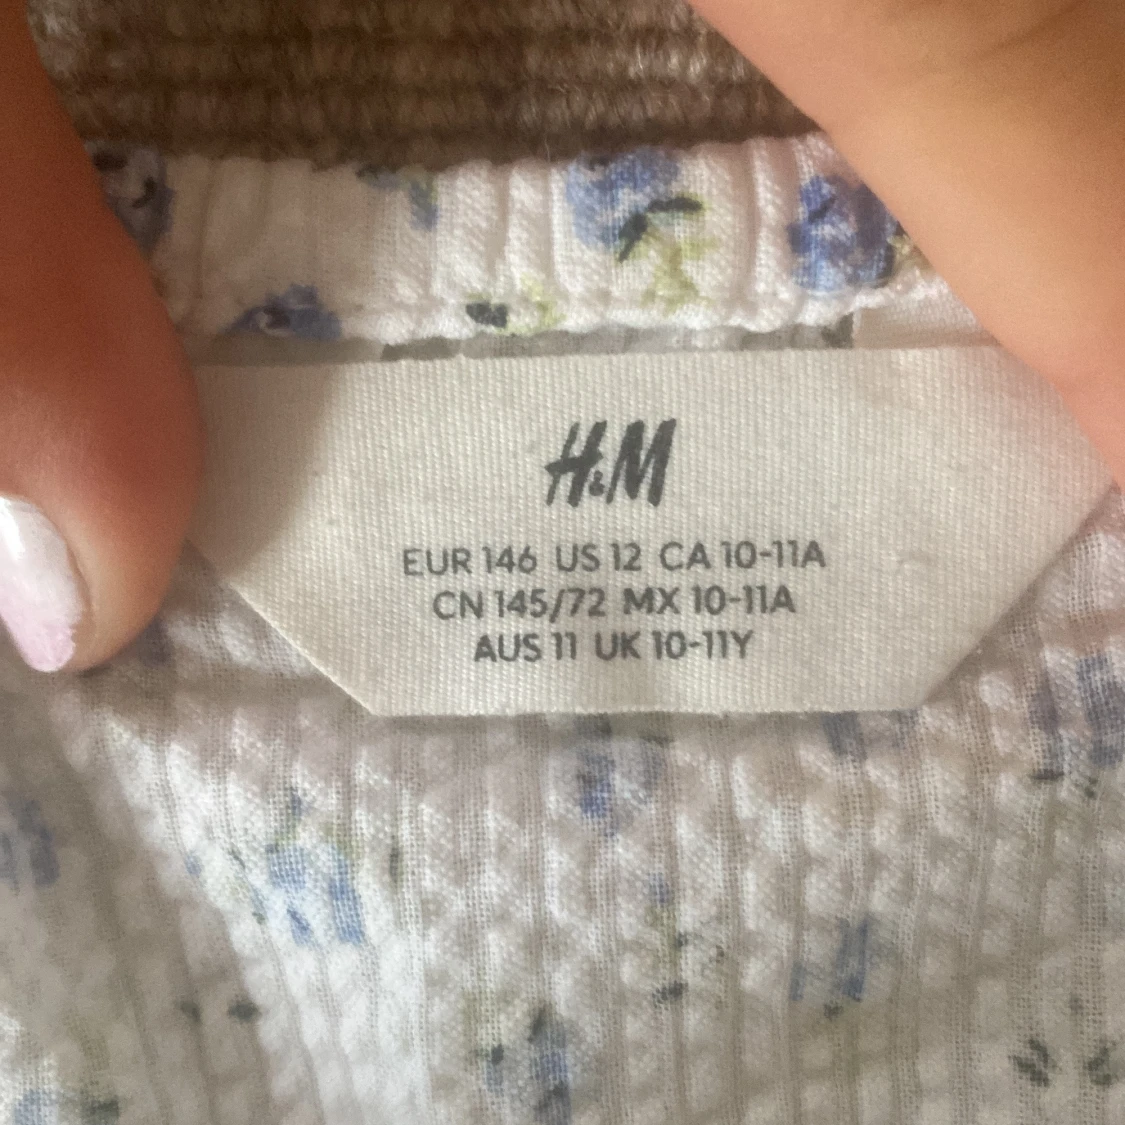 H&M
EUR 146 US 12 CA 10-11A
CN 145/72 MX 10-11A
AUS 11 UK 10-11Y